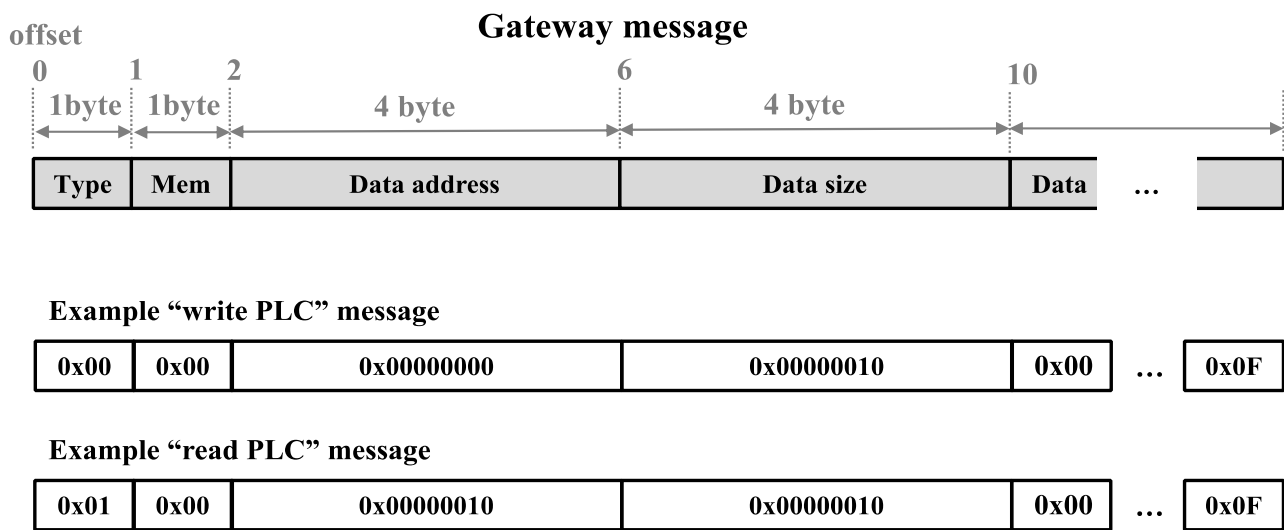 Gateway message
offset
0 1 2 6 10
1byte 1byte 4 byte 4 byte
Type Mem Data address Data size Data ...
Example “write PLC” message
0x00 0x00 0x00000000 0x00000010 0x00 ... 0x0F
Example “read PLC” message
0x01 0x00 0x00000010 0x00000010 0x00 ... 0x0F